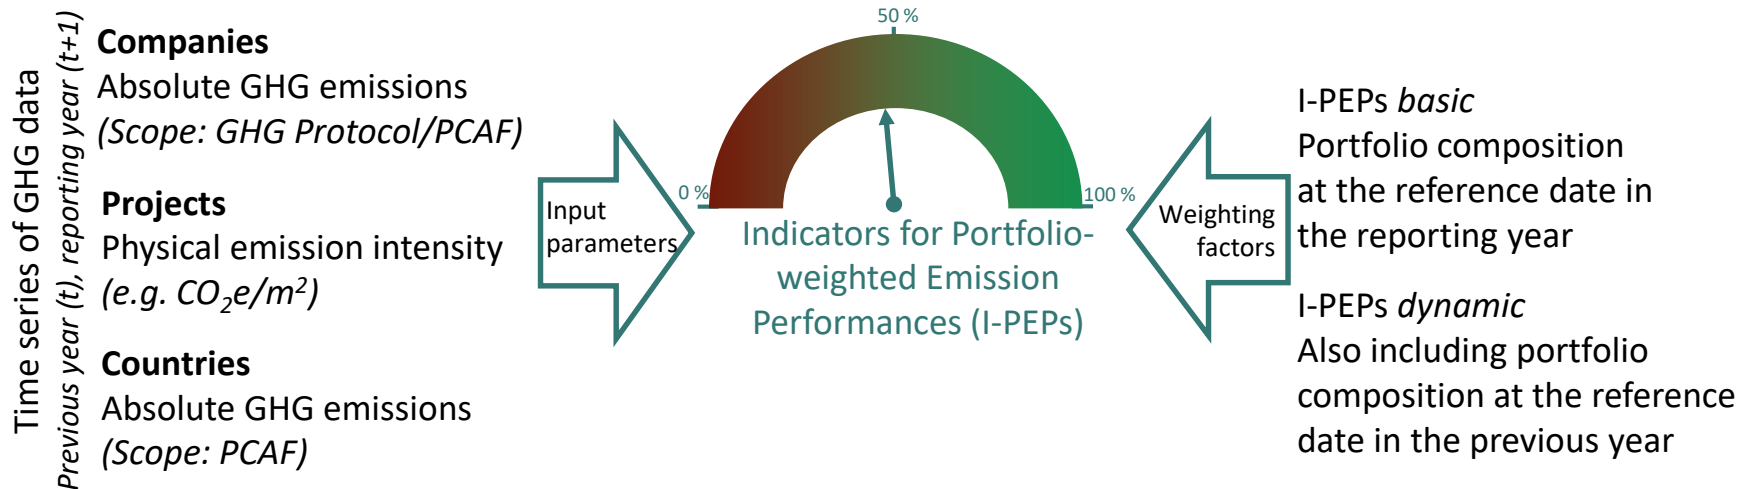 Time series of GHG data
Previous year (t), reporting year (t+1)
Companies
Absolute GHG emissions
(Scope: GHG Protocol/PCAF)
Projects
Physical emission intensity
(e.g. CO₂e/m²)
Countries
Absolute GHG emissions
(Scope: PCAF)
Input
parameters
0 %
50 %
100 %
Indicators for Portfolio-
weighted Emission
Performances (I-PEPs)
Weighting
factors
I-PEPs basic
Portfolio composition
at the reference date in
the reporting year
I-PEPs dynamic
Also including portfolio
composition at the reference
date in the previous year